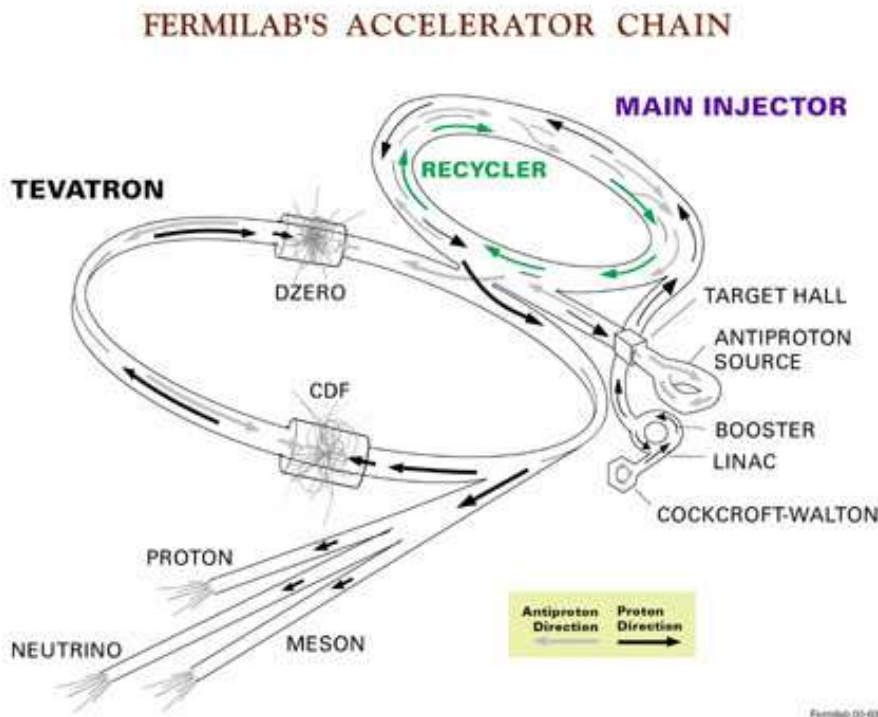 FERMILAB'S ACCELERATOR CHAIN
MAIN INJECTOR
RECYCLER
TEVATRON
DZERO
TARGET HALL
ANTIPROTON
SOURCE
CDF
BOOSTER
LINAC
COCKCROFT-WALTON
PROTON
NEUTRINO
MESON
Antiproton
Direction
Proton
Direction